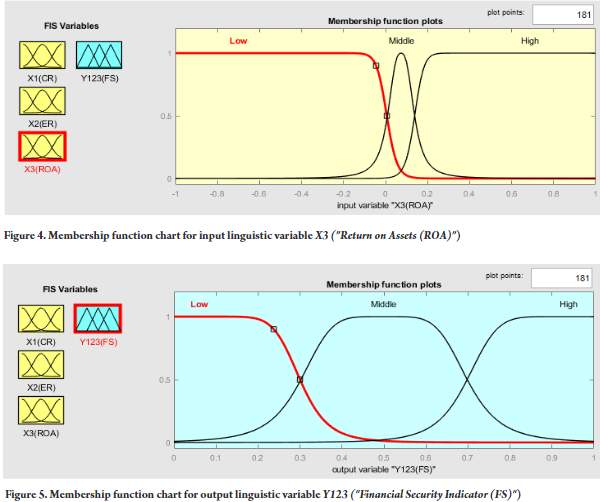 FIS Variables
X1(CR)
Y123(FS)
X2(ER)
X3(ROA)
Membership function plots
plot points:
181
Low
Middle
High
1
0.5
0
-1
-0.8
-0.6
-0.4
-0.2
0
0.2
0.4
0.6
0.8
1
input variable "X3(ROA)"
Figure 4. Membership function chart for input linguistic variable X3 ("Return on Assets (ROA)")
FIS Variables
X1(CR)
Y123(FS)
X2(ER)
X3(ROA)
Membership function plots
plot points:
181
Low
Middle
High
1
0.5
0
0
0.1
0.2
0.3
0.4
0.5
0.6
0.7
0.8
0.9
1
output variable "Y123(FS)"
Figure 5. Membership function chart for output linguistic variable Y123 ("Financial Security Indicator (FS)")